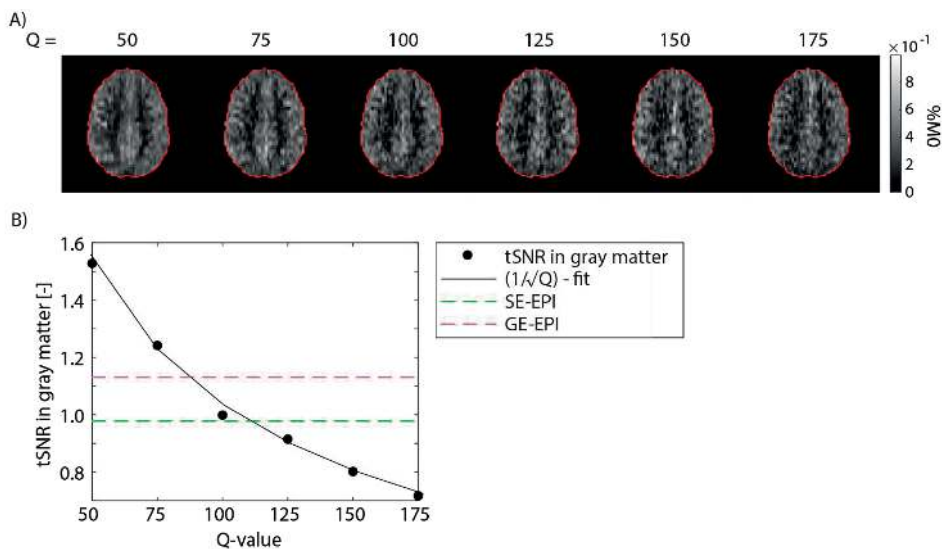 A)
Q = 50 75 100 125 150 175
×10⁻¹
8
6
4
2
0
%M0
B)
1.6
1.4
1.2
1.0
0.8
tSNR in gray matter [-]
50 75 100 125 150 175
Q-value
tSNR in gray matter
(1/√Q) - fit
SE-EPI
GE-EPI